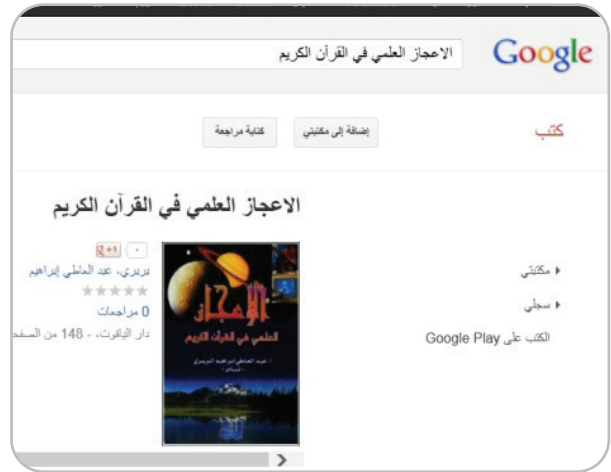 الاعجاز العلمي في القرآن الكريم
Google
كتب
إضافة إلى مكتبتي
كتابة مراجعة
الاعجاز العلمي في القرآن الكريم
+1
٠
بربري، عبد الماطي إبراهيم
0 مراجعات
دار الياقوت، - 148 من الصفح
مكتبتي
سجلي
الكتب على Google Play
الإعجاز
العلمي في القرآن الكريم